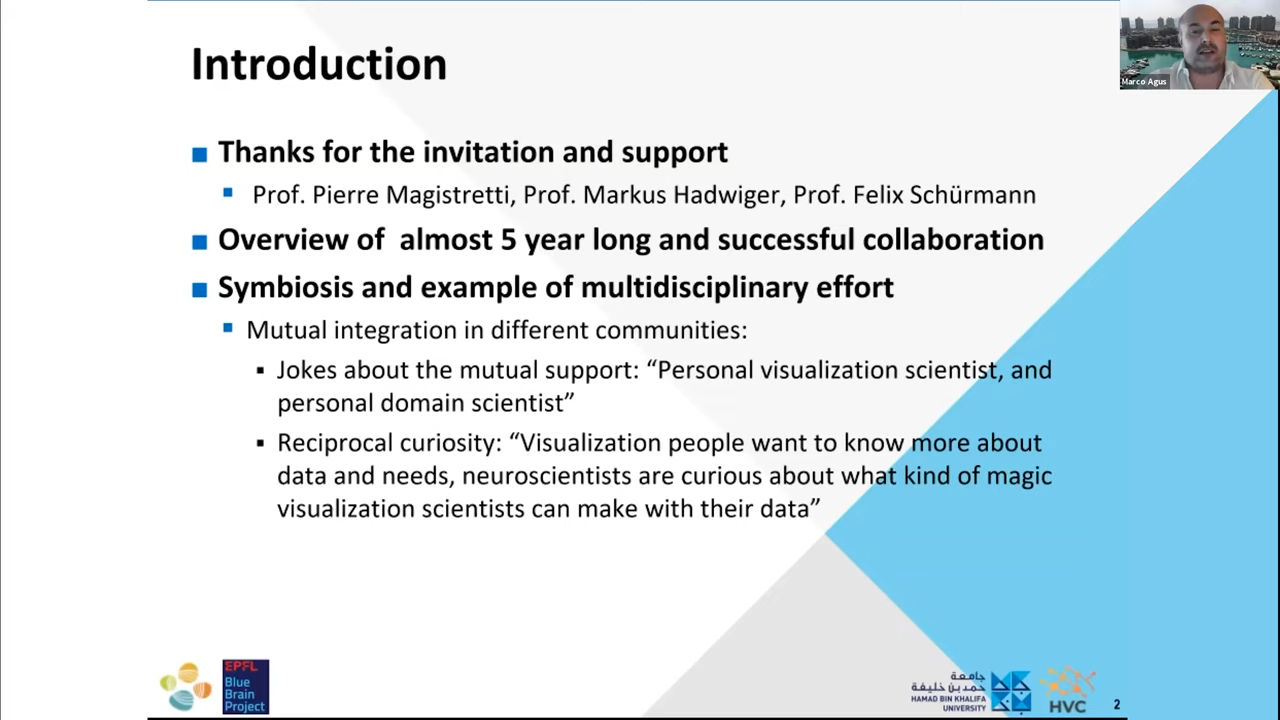 Introduction
Marco Agus
Thanks for the invitation and support
Prof. Pierre Magistretti, Prof. Markus Hadwiger, Prof. Felix Schürmann
Overview of almost 5 year long and successful collaboration
Symbiosis and example of multidisciplinary effort
Mutual integration in different communities:
Jokes about the mutual support: “Personal visualization scientist, and
personal domain scientist”
Reciprocal curiosity: “Visualization people want to know more about
data and needs, neuroscientists are curious about what kind of magic
visualization scientists can make with their data”
EPFL
Blue
Brain
Project
جامعة
حمد بن خليفة
HAMAD BIN KHALIFA
UNIVERSITY
HVC
2